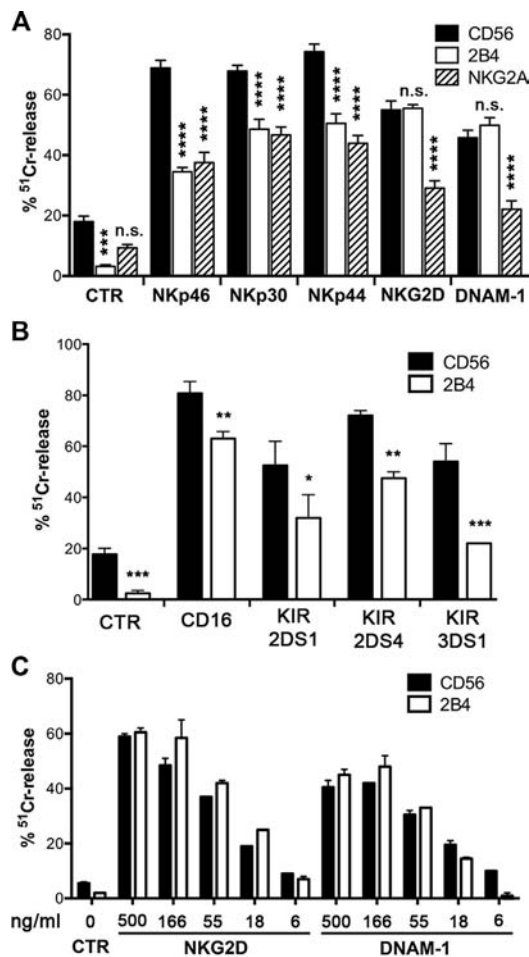 A
CD56
2B4
NKG2A
% ⁵¹Cr-release
80
60
40
20
0
*** n.s.
**** ****
**** ****
**** ****
n.s. ****
n.s. ****
CTR NKp46 NKp30 NKp44 NKG2D DNAM-1
B
CD56
2B4
% ⁵¹Cr-release
100
80
60
40
20
0
*** ** * ** ***
CTR CD16 KIR KIR KIR
2DS1 2DS4 3DS1
C
CD56
2B4
% ⁵¹Cr-release
80
60
40
20
0
ng/ml 0 500 166 55 18 6 500 166 55 18 6
CTR NKG2D DNAM-1